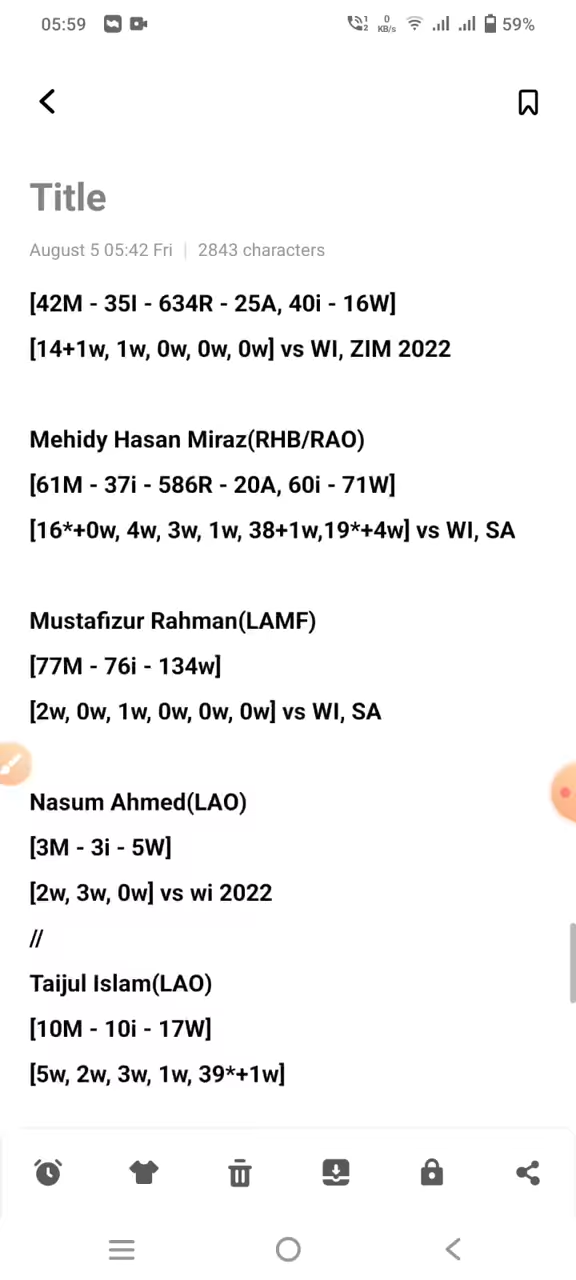 05:59
1 2
0 KB/s
59%
Title
August 5 05:42 Fri | 2843 characters
[42M - 35I - 634R - 25A, 40i - 16W]
[14+1w, 1w, 0w, 0w, 0w] vs WI, ZIM 2022
Mehidy Hasan Miraz(RHB/RAO)
[61M - 37i - 586R - 20A, 60i - 71W]
[16*+0w, 4w, 3w, 1w, 38+1w,19*+4w] vs WI, SA
Mustafizur Rahman(LAMF)
[77M - 76i - 134w]
[2w, 0w, 1w, 0w, 0w, 0w] vs WI, SA
Nasum Ahmed(LAO)
[3M - 3i - 5W]
[2w, 3w, 0w] vs wi 2022
//
Taijul Islam(LAO)
[10M - 10i - 17W]
[5w, 2w, 3w, 1w, 39*+1w]